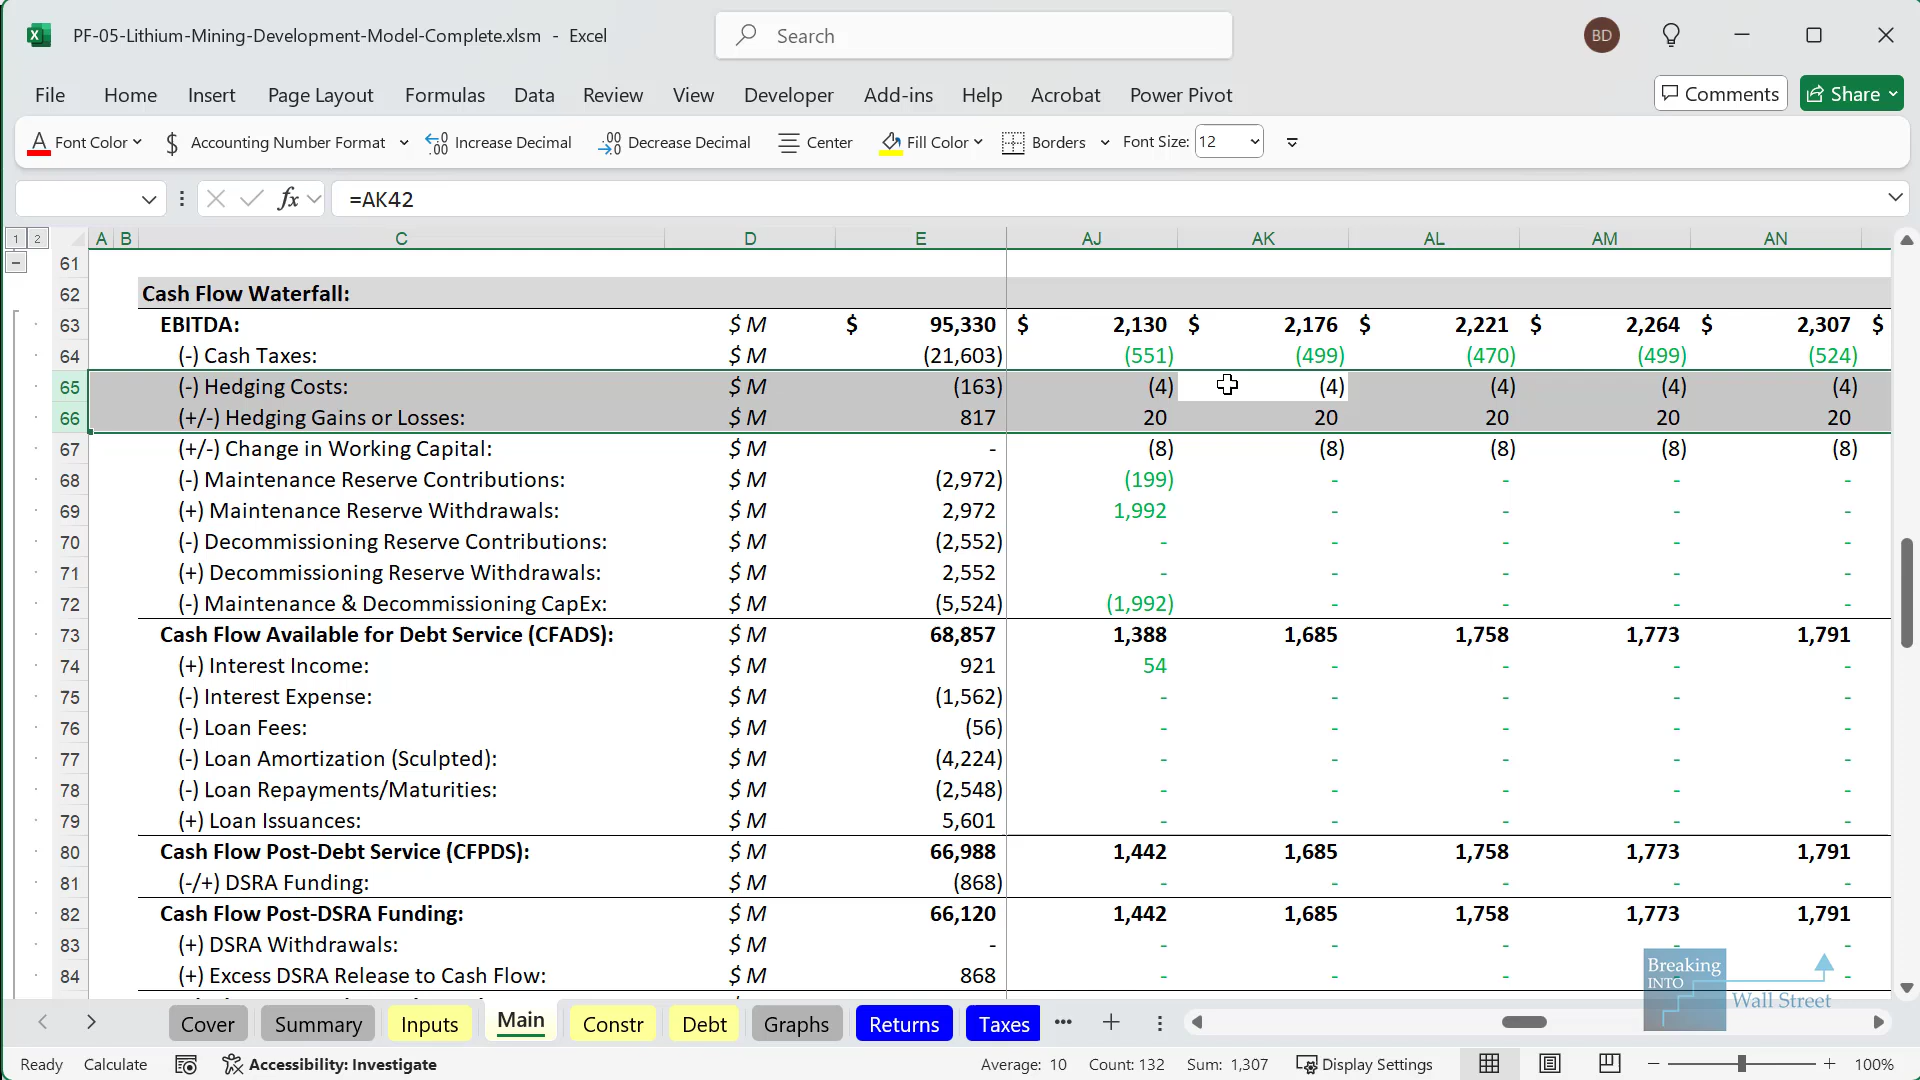 PF-05-Lithium-Mining-Development-Model-Complete.xlsm - Excel
Search
BD
File Home Insert Page Layout Formulas Data Review View Developer Add-ins Help Acrobat Power Pivot
Comments Share
A Font Color $ Accounting Number Format Increase Decimal Decrease Decimal Center Fill Color Borders Font Size: 12
fx =AK42
1 2 A B C D E AJ AK AL AM AN
61
62 Cash Flow Waterfall:
63 EBITDA: $ M $ 95,330 $ 2,130 $ 2,176 $ 2,221 $ 2,264 $ 2,307 $
64 (-) Cash Taxes: $ M (21,603) (551) (499) (470) (499) (524)
65 (-) Hedging Costs: $ M (163) (4) (4) (4) (4) (4)
66 (+/-) Hedging Gains or Losses: $ M 817 20 20 20 20 20
67 (+/-) Change in Working Capital: $ M - (8) (8) (8) (8) (8)
68 (-) Maintenance Reserve Contributions: $ M (2,972) (199) - - - -
69 (+) Maintenance Reserve Withdrawals: $ M 2,972 1,992 - - - -
70 (-) Decommissioning Reserve Contributions: $ M (2,552) - - - - -
71 (+) Decommissioning Reserve Withdrawals: $ M 2,552 - - - - -
72 (-) Maintenance & Decommissioning CapEx: $ M (5,524) (1,992) - - - -
73 Cash Flow Available for Debt Service (CFADS): $ M 68,857 1,388 1,685 1,758 1,773 1,791
74 (+) Interest Income: $ M 921 54 - - - -
75 (-) Interest Expense: $ M (1,562) - - - - -
76 (-) Loan Fees: $ M (56) - - - - -
77 (-) Loan Amortization (Sculpted): $ M (4,224) - - - - -
78 (-) Loan Repayments/Maturities: $ M (2,548) - - - - -
79 (+) Loan Issuances: $ M 5,601 - - - - -
80 Cash Flow Post-Debt Service (CFPDS): $ M 66,988 1,442 1,685 1,758 1,773 1,791
81 (-/+) DSRA Funding: $ M (868) - - - - -
82 Cash Flow Post-DSRA Funding: $ M 66,120 1,442 1,685 1,758 1,773 1,791
83 (+) DSRA Withdrawals: $ M - - - - - -
84 (+) Excess DSRA Release to Cash Flow: $ M 868 - - - - -
Breaking
INTO
Wall Street
Cover Summary Inputs Main Constr Debt Graphs Returns Taxes
Ready Calculate Accessibility: Investigate Average: 10 Count: 132 Sum: 1,307 Display Settings 100%